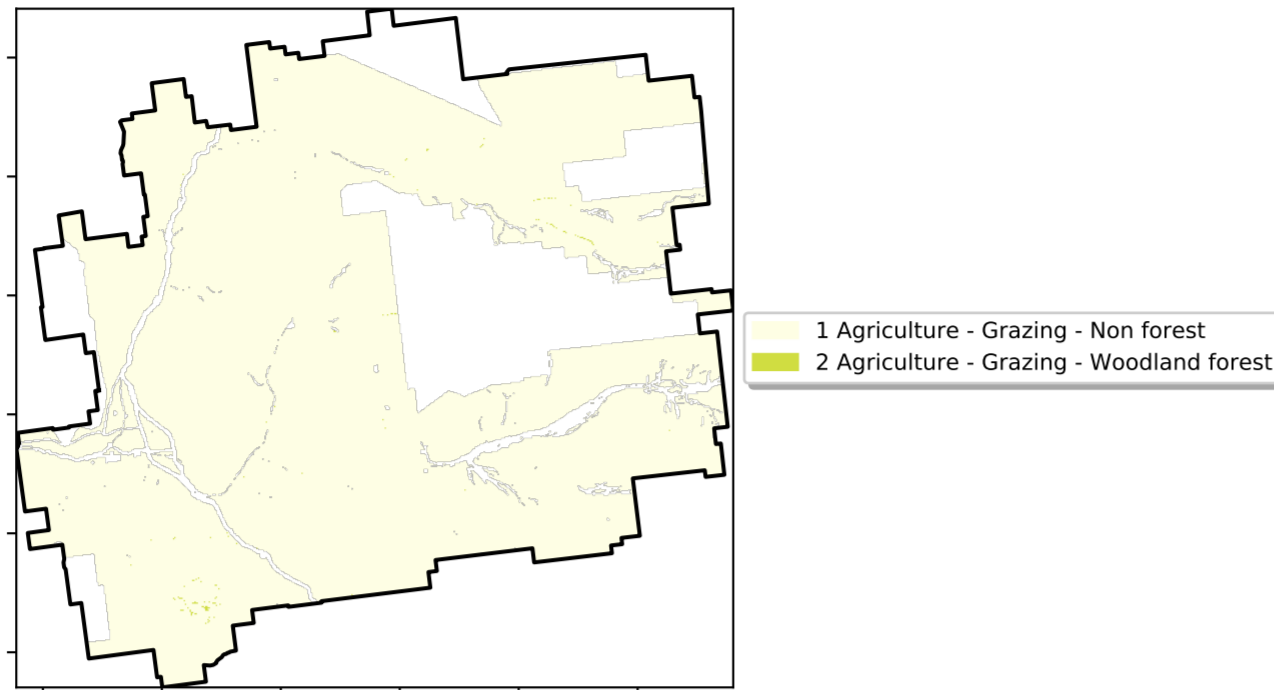 1 Agriculture - Grazing - Non forest
2 Agriculture - Grazing - Woodland forest